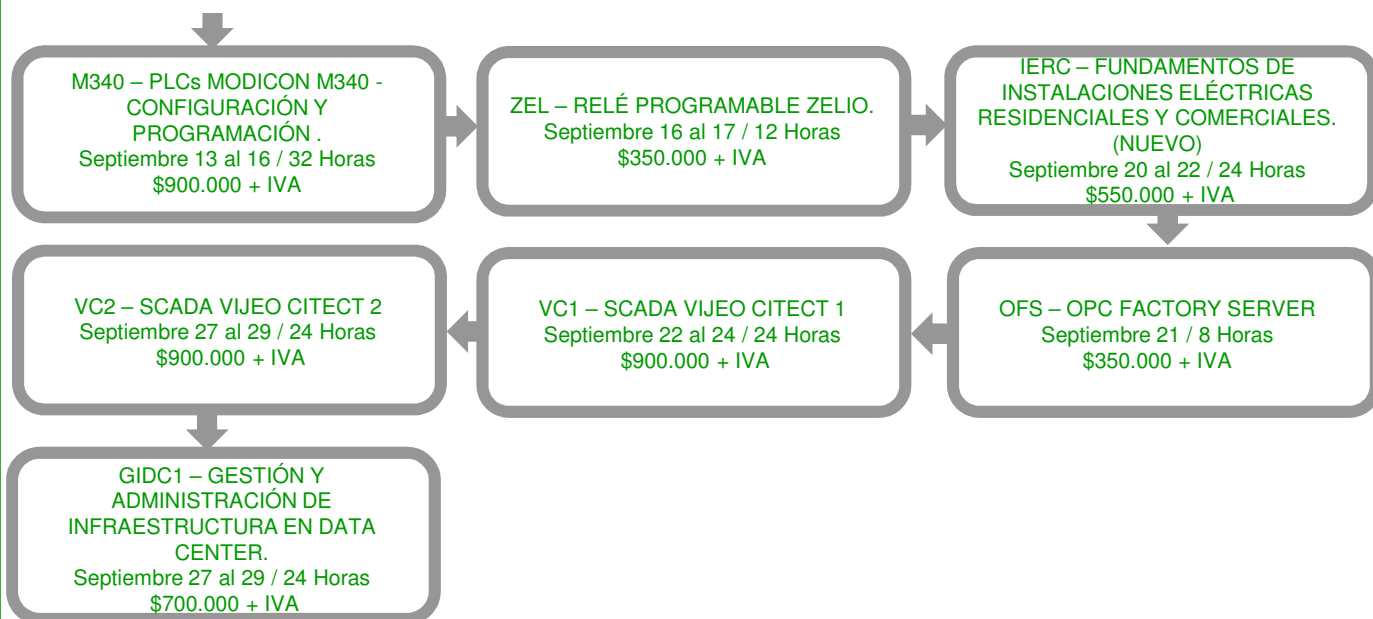 M340 – PLCs MODICON M340 -
CONFIGURACIÓN Y
PROGRAMACIÓN .
Septiembre 13 al 16 / 32 Horas
$900.000 + IVA
ZEL – RELÉ PROGRAMABLE ZELIO.
Septiembre 16 al 17 / 12 Horas
$350.000 + IVA
IERC – FUNDAMENTOS DE
INSTALACIONES ELÉCTRICAS
RESIDENCIALES Y COMERCIALES.
(NUEVO)
Septiembre 20 al 22 / 24 Horas
$550.000 + IVA
OFS – OPC FACTORY SERVER
Septiembre 21 / 8 Horas
$350.000 + IVA
VC1 – SCADA VIJEO CITECT 1
Septiembre 22 al 24 / 24 Horas
$900.000 + IVA
VC2 – SCADA VIJEO CITECT 2
Septiembre 27 al 29 / 24 Horas
$900.000 + IVA
GIDC1 – GESTIÓN Y
ADMINISTRACIÓN DE
INFRAESTRUCTURA EN DATA
CENTER.
Septiembre 27 al 29 / 24 Horas
$700.000 + IVA